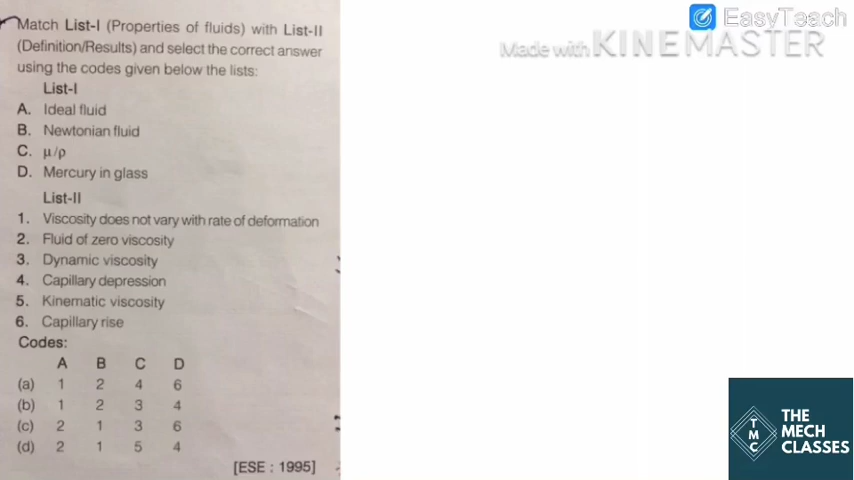 Match List-I (Properties of fluids) with List-II
(Definition/Results) and select the correct answer
using the codes given below the lists:
List-I
A. Ideal fluid
B. Newtonian fluid
C. μ/ρ
D. Mercury in glass
List-II
1. Viscosity does not vary with rate of deformation
2. Fluid of zero viscosity
3. Dynamic viscosity
4. Capillary depression
5. Kinematic viscosity
6. Capillary rise
Codes:
A B C D
(a) 1 2 4 6
(b) 1 2 3 4
(c) 2 1 3 6
(d) 2 1 5 4
[ESE : 1995]
EasyTeach
Made with KINEMASTER
TMC
THE
MECH
CLASSES